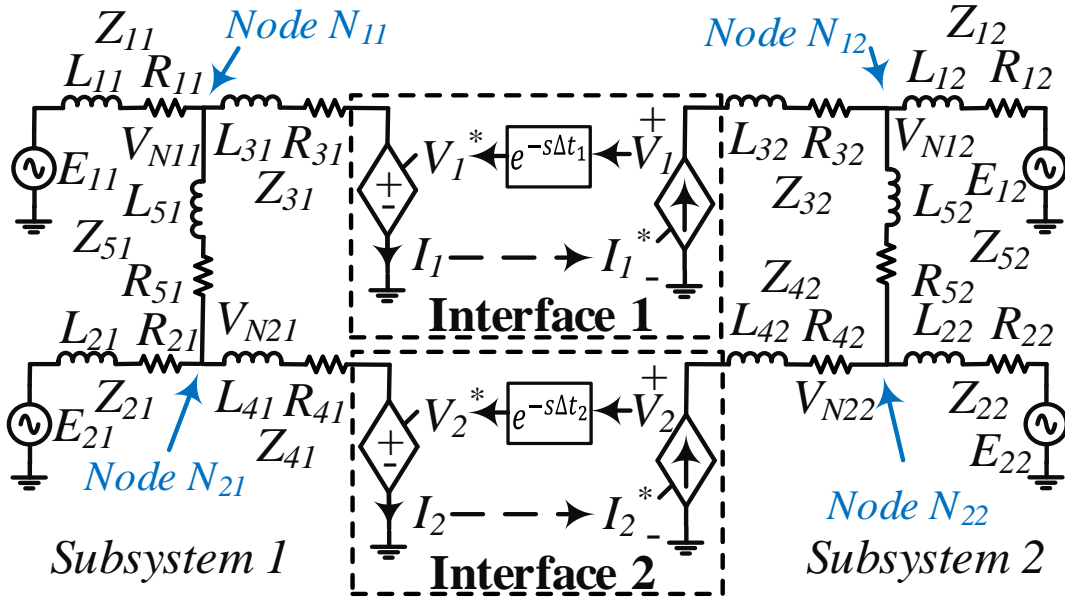 Z11
Node N11
Node N12
Z12
L11 R11
L12 R12
VN11
L31 R31
Z31
V1* e^-sΔt1 V1
+
-
+
-
L32 R32
Z32
VN12
E11
E12
L51
Z51
R51
I1
I1*
L52
Z52
R52
Interface 1
L21 R21
VN21
Z42
L42 R42
L22 R22
Z21
L41 R41
Z41
E21
V2* e^-sΔt2 V2
+
-
+
-
VN22
Z22
E22
Node N21
I2
I2*
Node N22
Subsystem 1
Interface 2
Subsystem 2